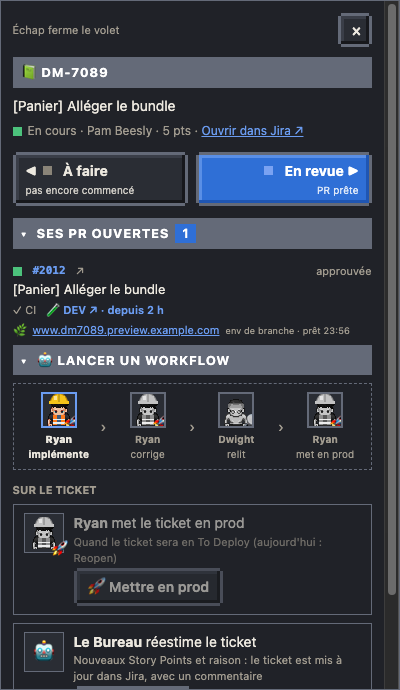 Échap ferme le volet
×
DM-7089
[Panier] Alléger le bundle
En cours · Pam Beesly · 5 pts · Ouvrir dans Jira ↗
◀ À faire
pas encore commencé
En revue ▶
PR prête
▾ SES PR OUVERTES 1
#2012 ↗
approuvée
[Panier] Alléger le bundle
✓ CI DEV ↗ · depuis 2 h
www.dm7089.preview.example.com env de branche · prêt 23:56
▾ LANCER UN WORKFLOW
Ryan
implémente
›
Ryan
corrige
›
Dwight
relit
›
Ryan
met en prod
SUR LE TICKET
Ryan met le ticket en prod
Quand le ticket sera en To Deploy (aujourd'hui :
Reopen)
Mettre en prod
Le Bureau réestime le ticket
Nouveaux Story Points et raison : le ticket est mis à
jour dans Jira, avec un commentaire